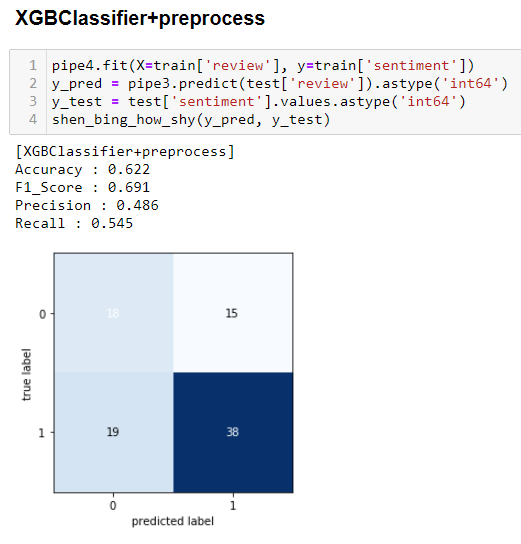 XGBClassifier+preprocess
1 pipe4.fit(X=train['review'], y=train['sentiment'])
2 y_pred = pipe3.predict(test['review']).astype('int64')
3 y_test = test['sentiment'].values.astype('int64')
4 shen_bing_how_shy(y_pred, y_test)
[XGBClassifier+preprocess]
Accuracy : 0.622
F1_Score : 0.691
Precision : 0.486
Recall : 0.545
0 18 15
true label
1 19 38
0 1
predicted label